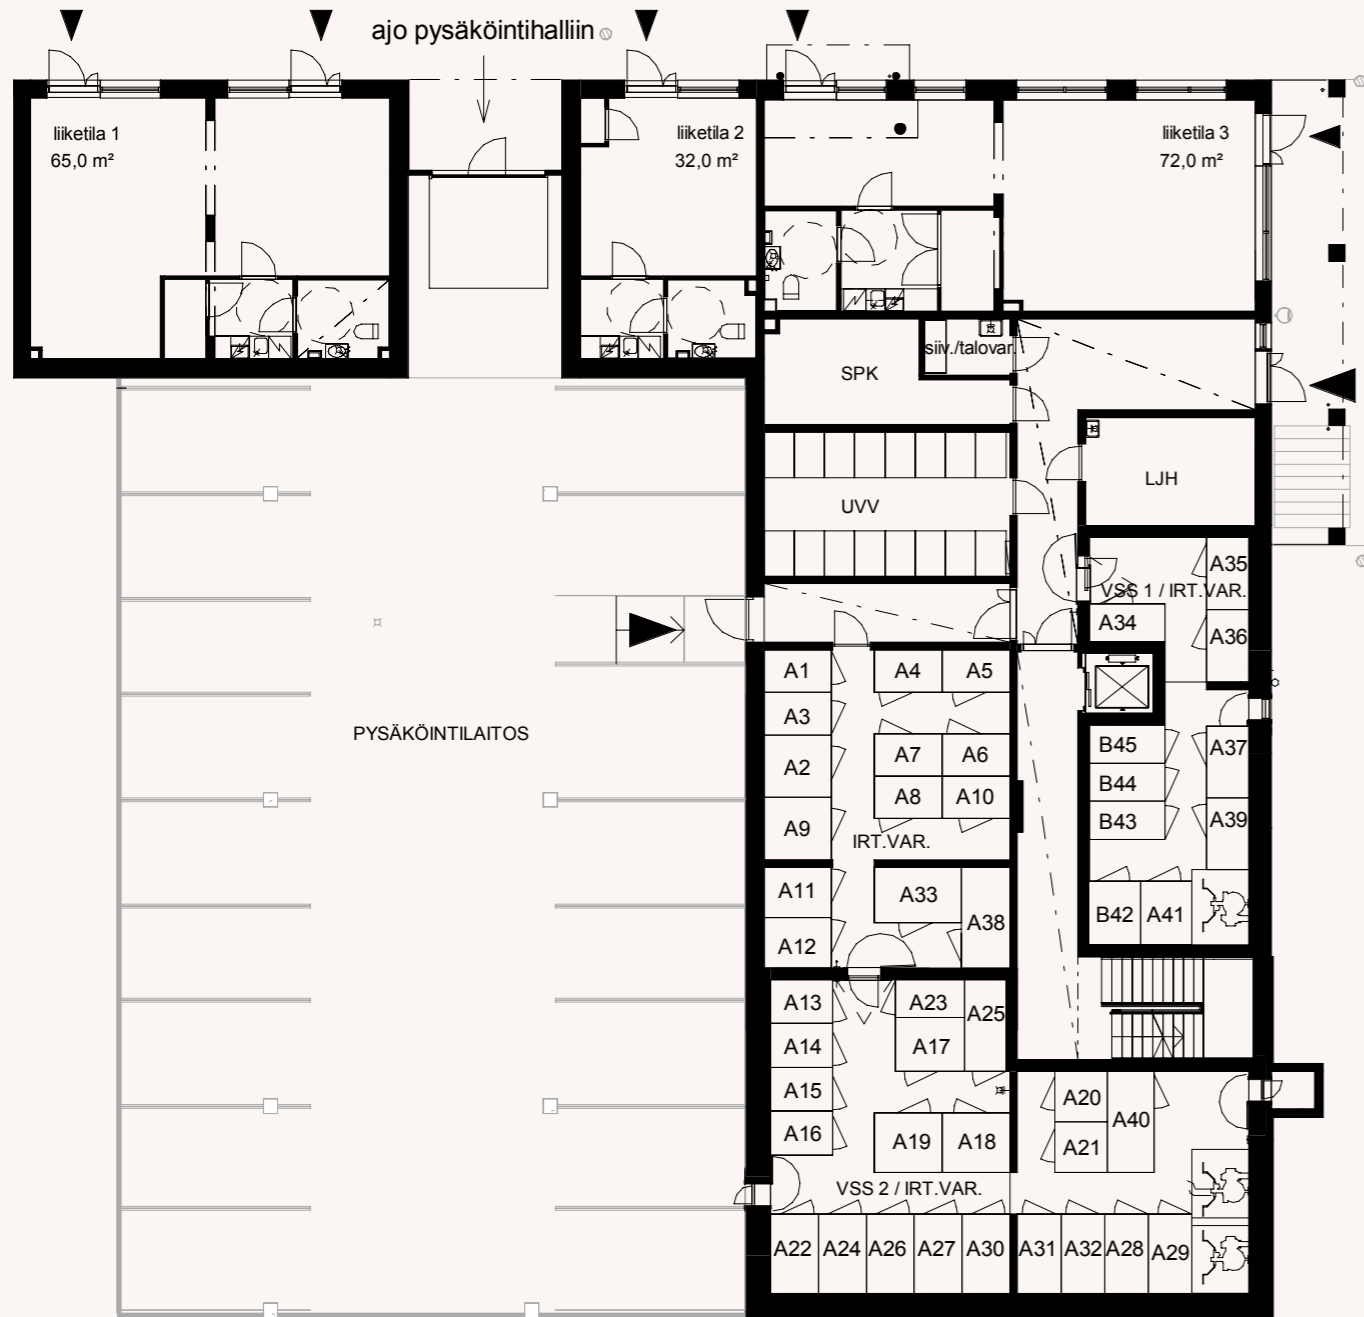 ajo pysäköintihalliin
liiketila 1
65,0 m²
liiketila 2
32,0 m²
liiketila 3
72,0 m²
siiv./talovar.
SPK
LJH
UVV
A35
VSS 1 / IRT.VAR.
A34
A36
A1
A4
A5
A3
PYSÄKÖINTILAITOS
A2
A7
A6
B45
A37
B44
A8
A10
B43
A39
A9
IRT.VAR.
A11
A33
A38
B42
A41
A12
A13
A23
A25
A14
A17
A15
A20
A40
A16
A19
A18
A21
VSS 2 / IRT.VAR.
A22
A24
A26
A27
A30
A31
A32
A28
A29